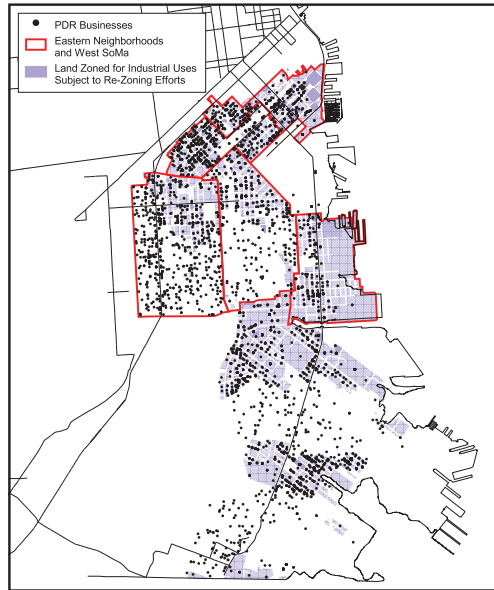 PDR Businesses
Eastern Neighborhoods
and West SoMa
Land Zoned for Industrial Uses
Subject to Re-Zoning Efforts